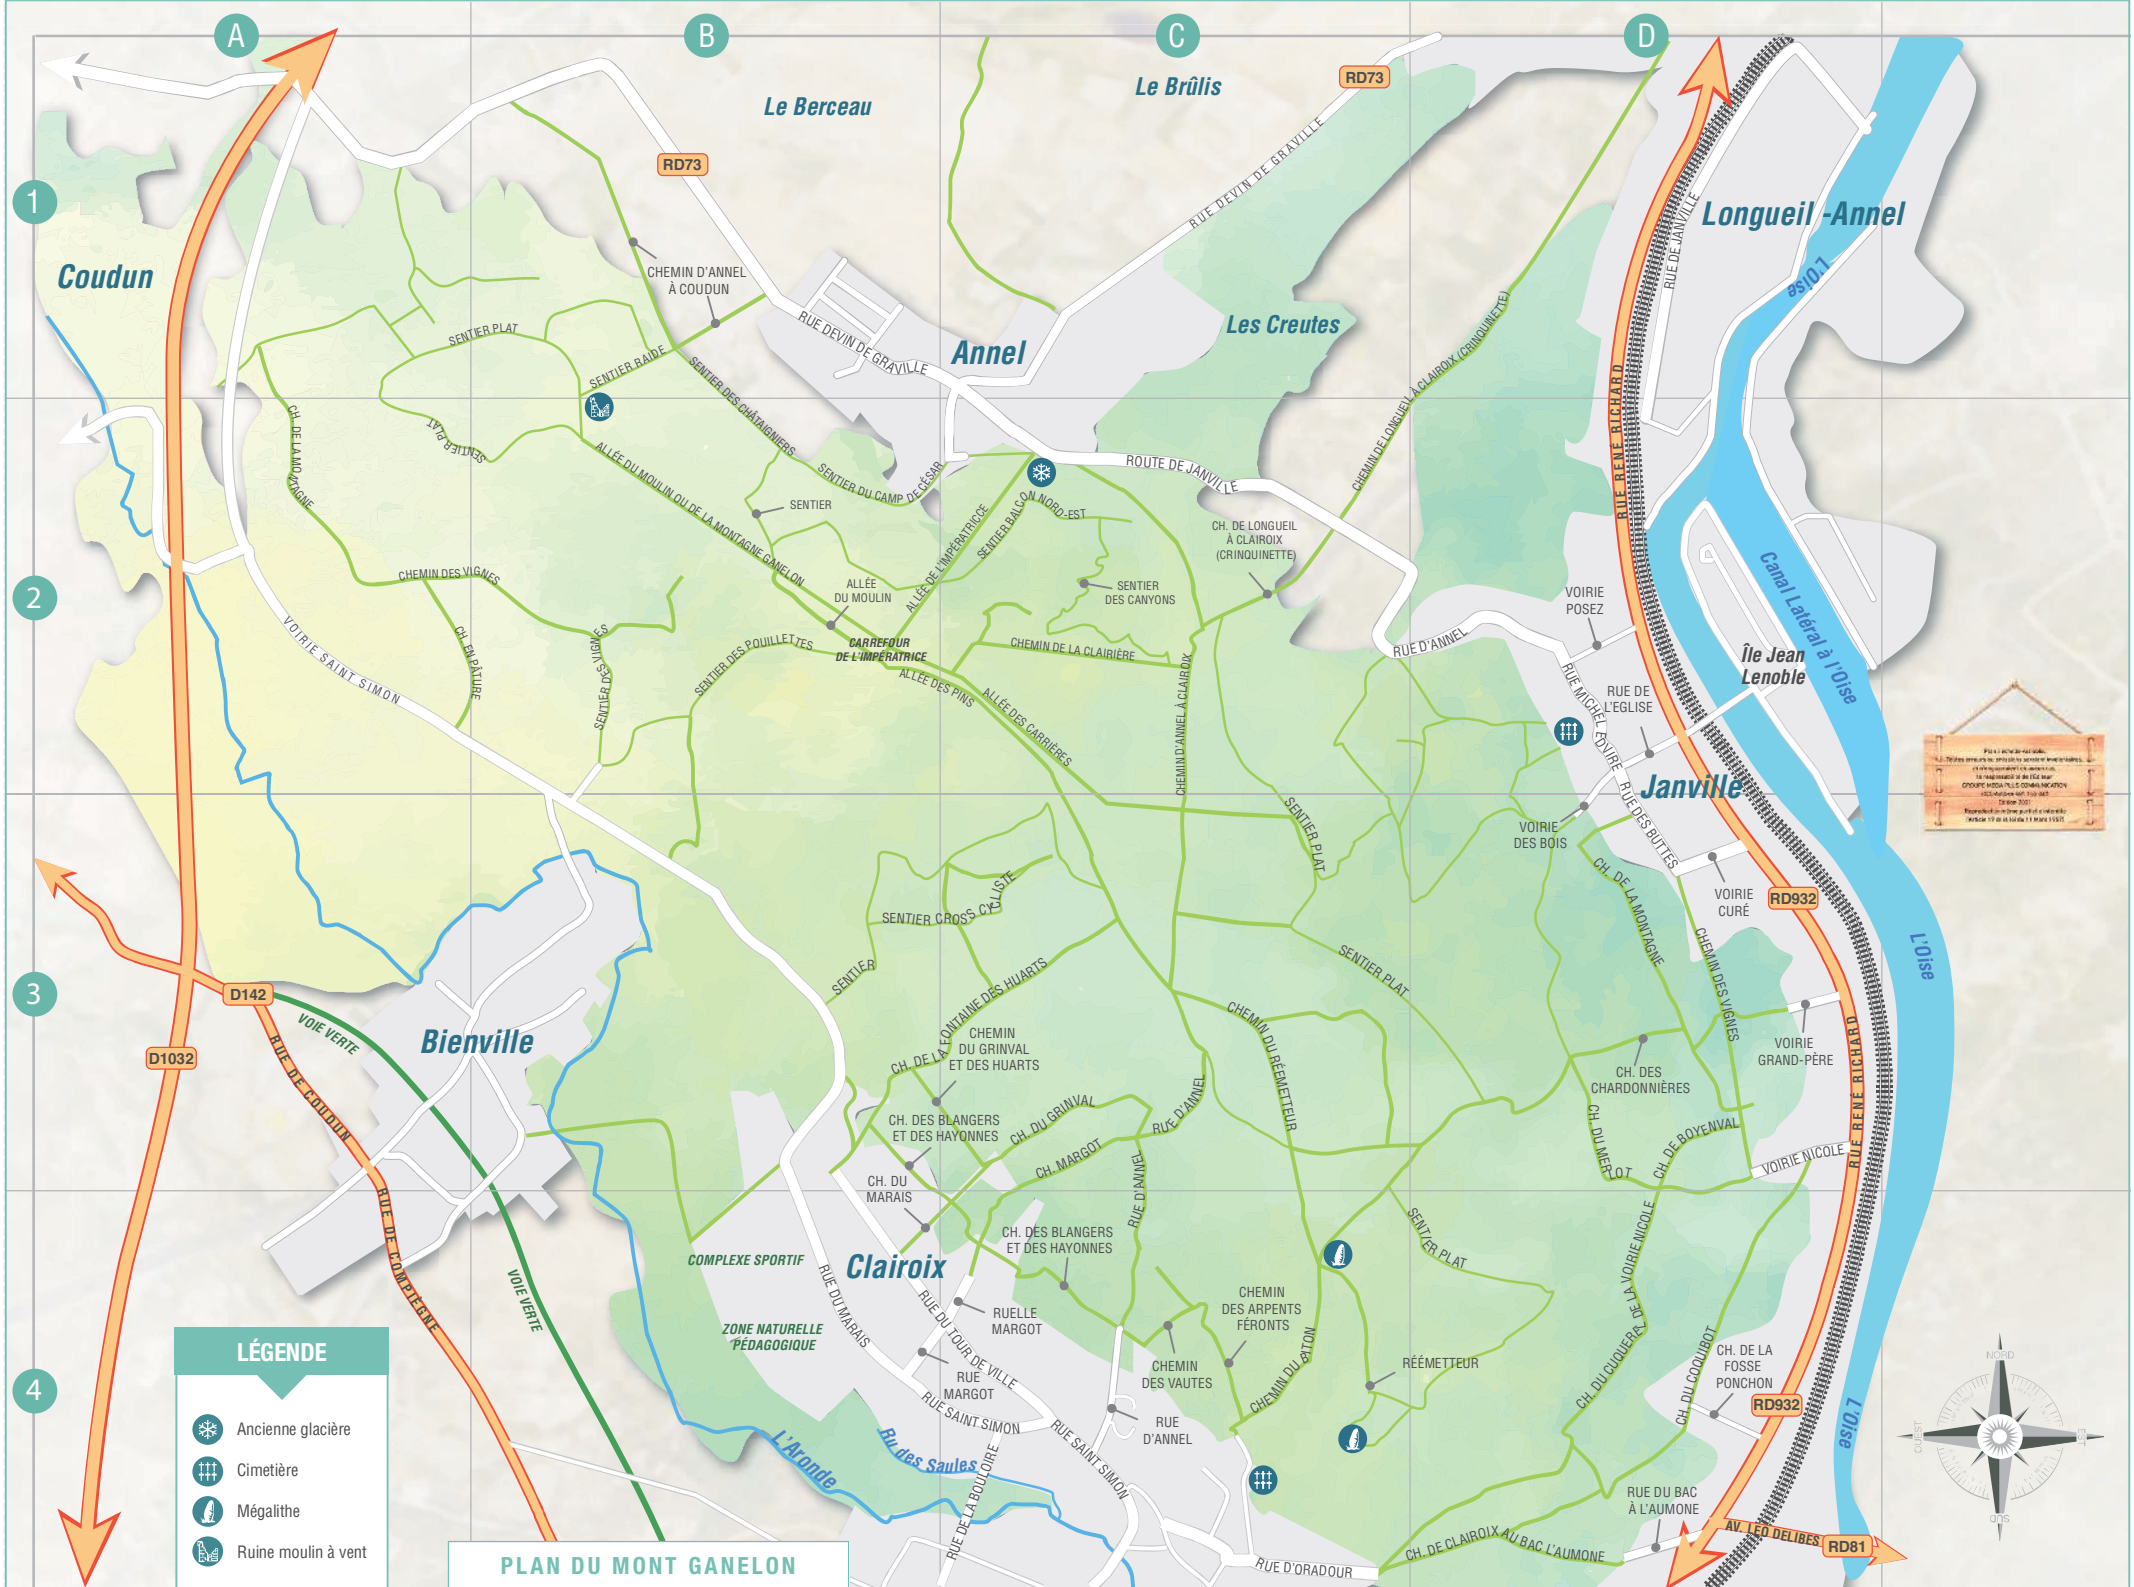 A
B
C
D
1
2
3
4
Le Berceau
Le Brûlis
RD73
RD73
RUE DEVIN DE GRAVILLE
Coudun
Longueil -Annel
RUE DE JANVILLE
L'Oise
CHEMIN D'ANNEL
À COUDUN
SENTIER PLAT
SENTIER RAIDE
RUE DEVIN DE GRAVILLE
Annel
Les Creutes
CHEMIN DE LONGUEIL À CLAIROIX (CRINQUINETTE)
RUE RENÉ RICHARD
SENTIER DES CHÂTAIGNIERS
CH. DE LA MONTAGNE
SENTIER PLAT
ALLÉE DU MOULIN OU DE LA MONTAGNE GANELON
SENTIER DU CAMP DE CÉSAR
ROUTE DE JANVILLE
SENTIER
ALLÉE DE L'IMPÉRATRICCE
SENTIER BALCON NORD-EST
CH. DE LONGUEIL
À CLAIROIX
(CRINQUINETTE)
CHEMIN DES VIGNES
ALLÉE
DU MOULIN
SENTIER
DES CANYONS
VOIRIE
POSEZ
Canal Latéral à l'Oise
VOIRIE SAINT SIMON
CH. EN PÂTURE
SENTIER DES VIGNES
SENTIER DES POUILLETTES
CARREFOUR
DE L'IMPÉRATRICE
CHEMIN DE LA CLAIRIÈRE
RUE D'ANNEL
Île Jean
Lenoble
ALLÉE DES PINS
ALLÉE DES CARRIÈRES
CHEMIN D'ANNEL À CLAIROIX
RUE MICHEL EDVIRE
RUE DE
L'EGLISE
Janville
GROUPE MEDIA PLUS COMMUNICATION
SENTIER PLAT
VOIRIE
DES BOIS
RUE DES BUTTES
CH. DE LA MONTAGNE
VOIRIE
CURÉ
RD932
SENTIER CROSS CYCLISTE
SENTIER
SENTIER PLAT
CHEMIN DES VIGNES
L'Oise
D142
VOIE VERTE
Bienville
D1032
RUE DE COUDUN
CH. DE LA FONTAINE DES HUARTS
CHEMIN
DU GRINVAL
ET DES HUARTS
CHEMIN DU RÉEMETTEUR
VOIRIE
GRAND-PÈRE
CH. DES
CHARDONNIÈRES
RUE RENÉ RICHARD
CH. DES BLANGERS
ET DES HAYONNES
CH. DU GRINVAL
CH. MARGOT
RUE D'ANNEL
CH. DU MERLOT
CH. DE BOYENVAL
VOIRIE NICOLE
CH. DU
MARAIS
RUE D'ANNEL
RUE DE COMPIÈGNE
CH. DES BLANGERS
ET DES HAYONNES
SENTIER PLAT
COMPLEXE SPORTIF
Clairoix
VOIE VERTE
RUE DU MARAIS
RUE DU TOUR DE VILLE
RUELLE
MARGOT
CHEMIN
DES ARPENTS
FÉRONTS
CH. DU CUQUEREZ DE LA VOIRIE NICOLE
ZONE NATURELLE
PÉDAGOGIQUE
RUE
MARGOT
CHEMIN
DES VAUTES
CHEMIN DU PITON
RÉÉMETTEUR
CH. DU COQUIBOT
CH. DE LA
FOSSE
PONCHON
RD932
RUE SAINT SIMON
RUE SAINT SIMON
RUE
D'ANNEL
L'Aronde
Ru des Saules
RUE DE LA BOULOIRE
L'Oise
RUE DU BAC
À L'AUMONE
AV. LÉO DELIBES
RD81
CH. DE CLAIROIX AU BAC L'AUMONE
RUE D'ORADOUR
NORD
EST
SUD
OUEST
LÉGENDE
Ancienne glacière
Cimetière
Mégalithe
Ruine moulin à vent
PLAN DU MONT GANELON